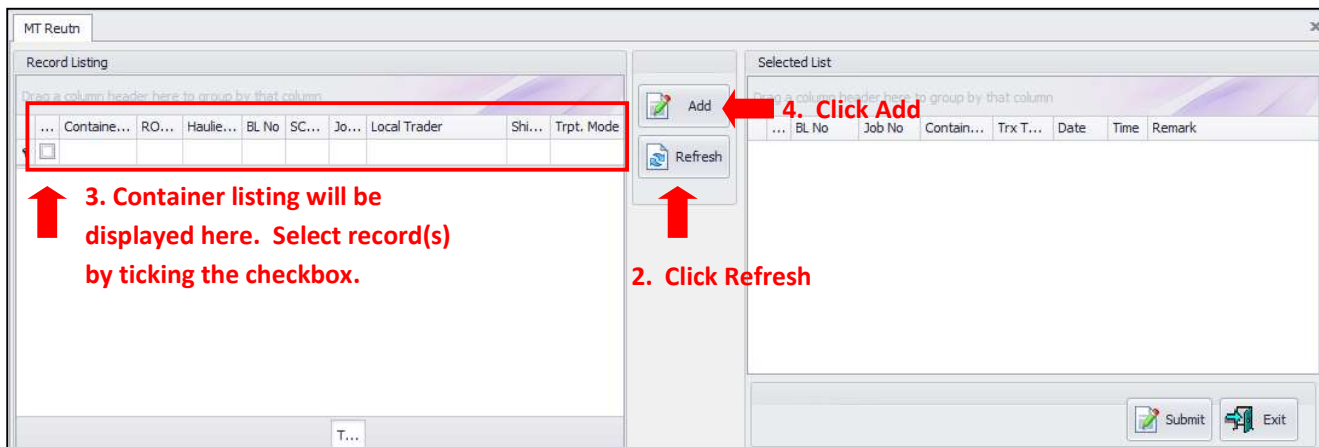 MT Reutn
Record Listing
Drag a column header here to group by that column
... Containe... RO... Haulie... BL No SC... Jo... Local Trader Shi... Trpt. Mode
3. Container listing will be
displayed here. Select record(s)
by ticking the checkbox.
T...
Add
Refresh
2. Click Refresh
4. Click Add
Selected List
Drag a column header here to group by that column
... BL No Job No Contain... Trx T... Date Time Remark
Submit Exit